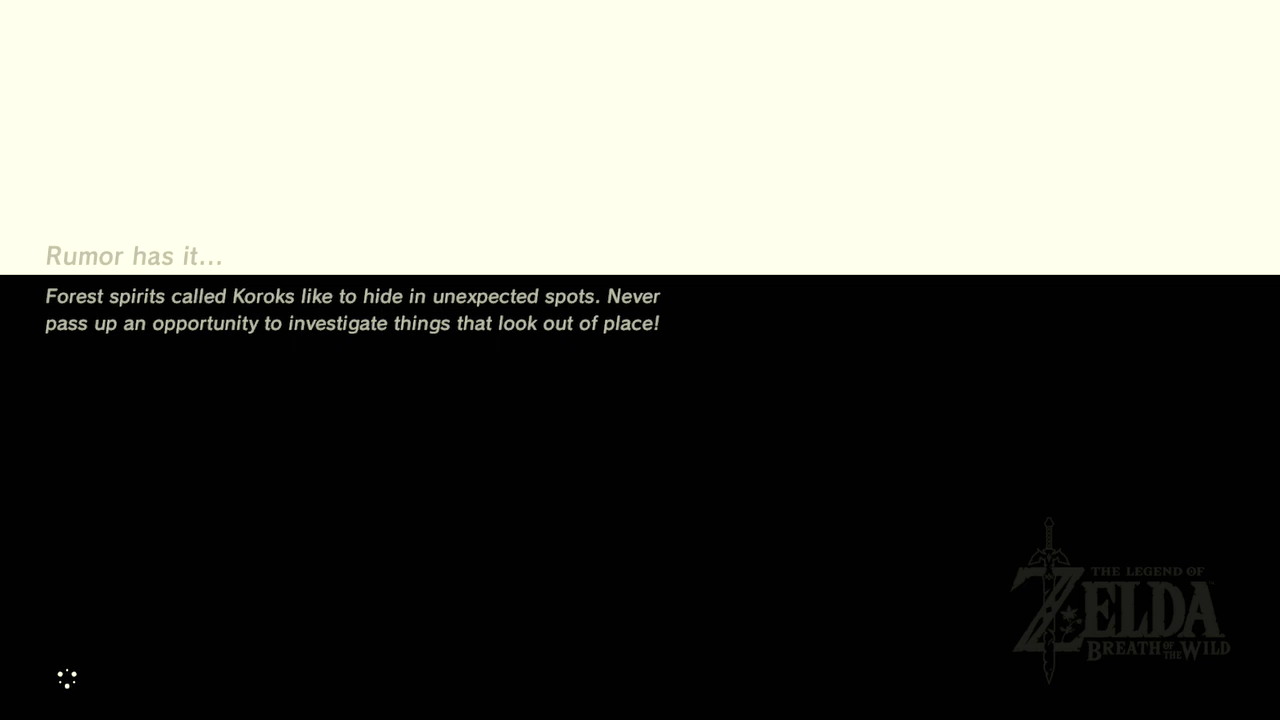 Rumor has it...
Forest spirits called Koroks like to hide in unexpected spots. Never
pass up an opportunity to investigate things that look out of place!
THE LEGEND OF
ZELDA
BREATH OF THE WILD